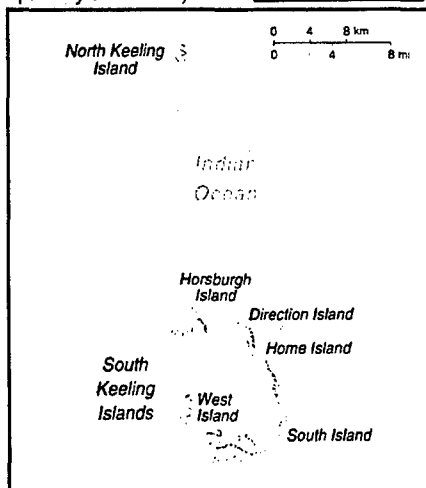 North Keeling
Island
0 4 8 km
0 4 8 mi
Indian
Ocean
Horsburgh
Island
Direction Island
Home Island
South
Keeling
Islands
West
Island
South Island